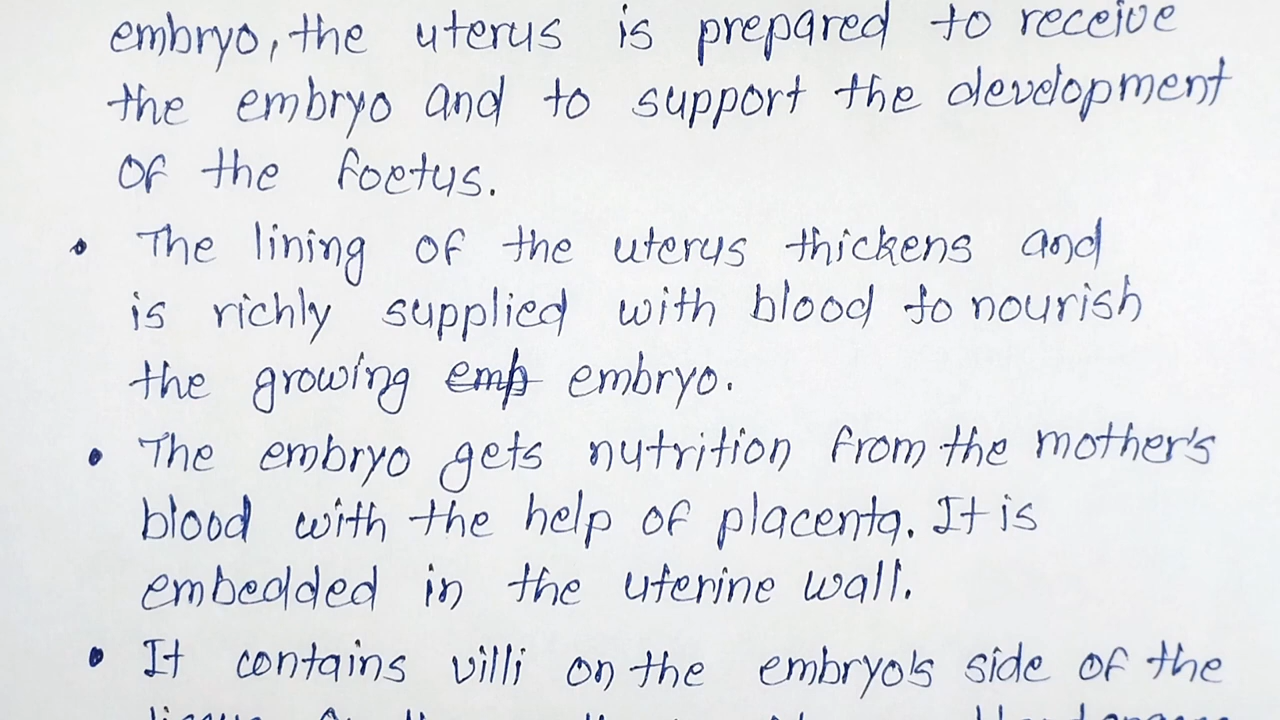 embryo, the uterus is prepared to receive
the embryo and to support the development
of the foetus.
• The lining of the uterus thickens and
is richly supplied with blood to nourish
the growing emb embryo.
• The embryo gets nutrition from the mother's
blood with the help of placenta. It is
embedded in the uterine wall.
• It contains villi on the embryo's side of the